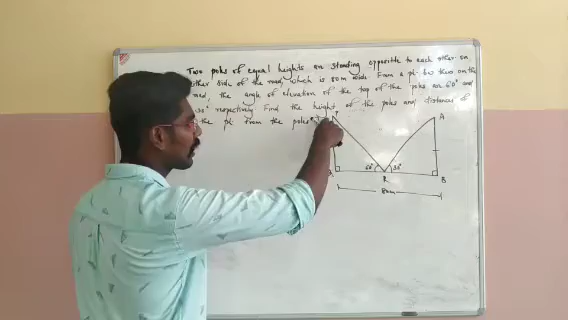 Two poles of equal heights are standing opposite to each other on
either side of the road, which is 80m wide. From a pt. b/w them on the
road, the angle of elevation of the top of the poles are 60° and
30° respectively. Find the height of the poles and distances of
the pt. from the poles
A
60° 30°
R B
80m